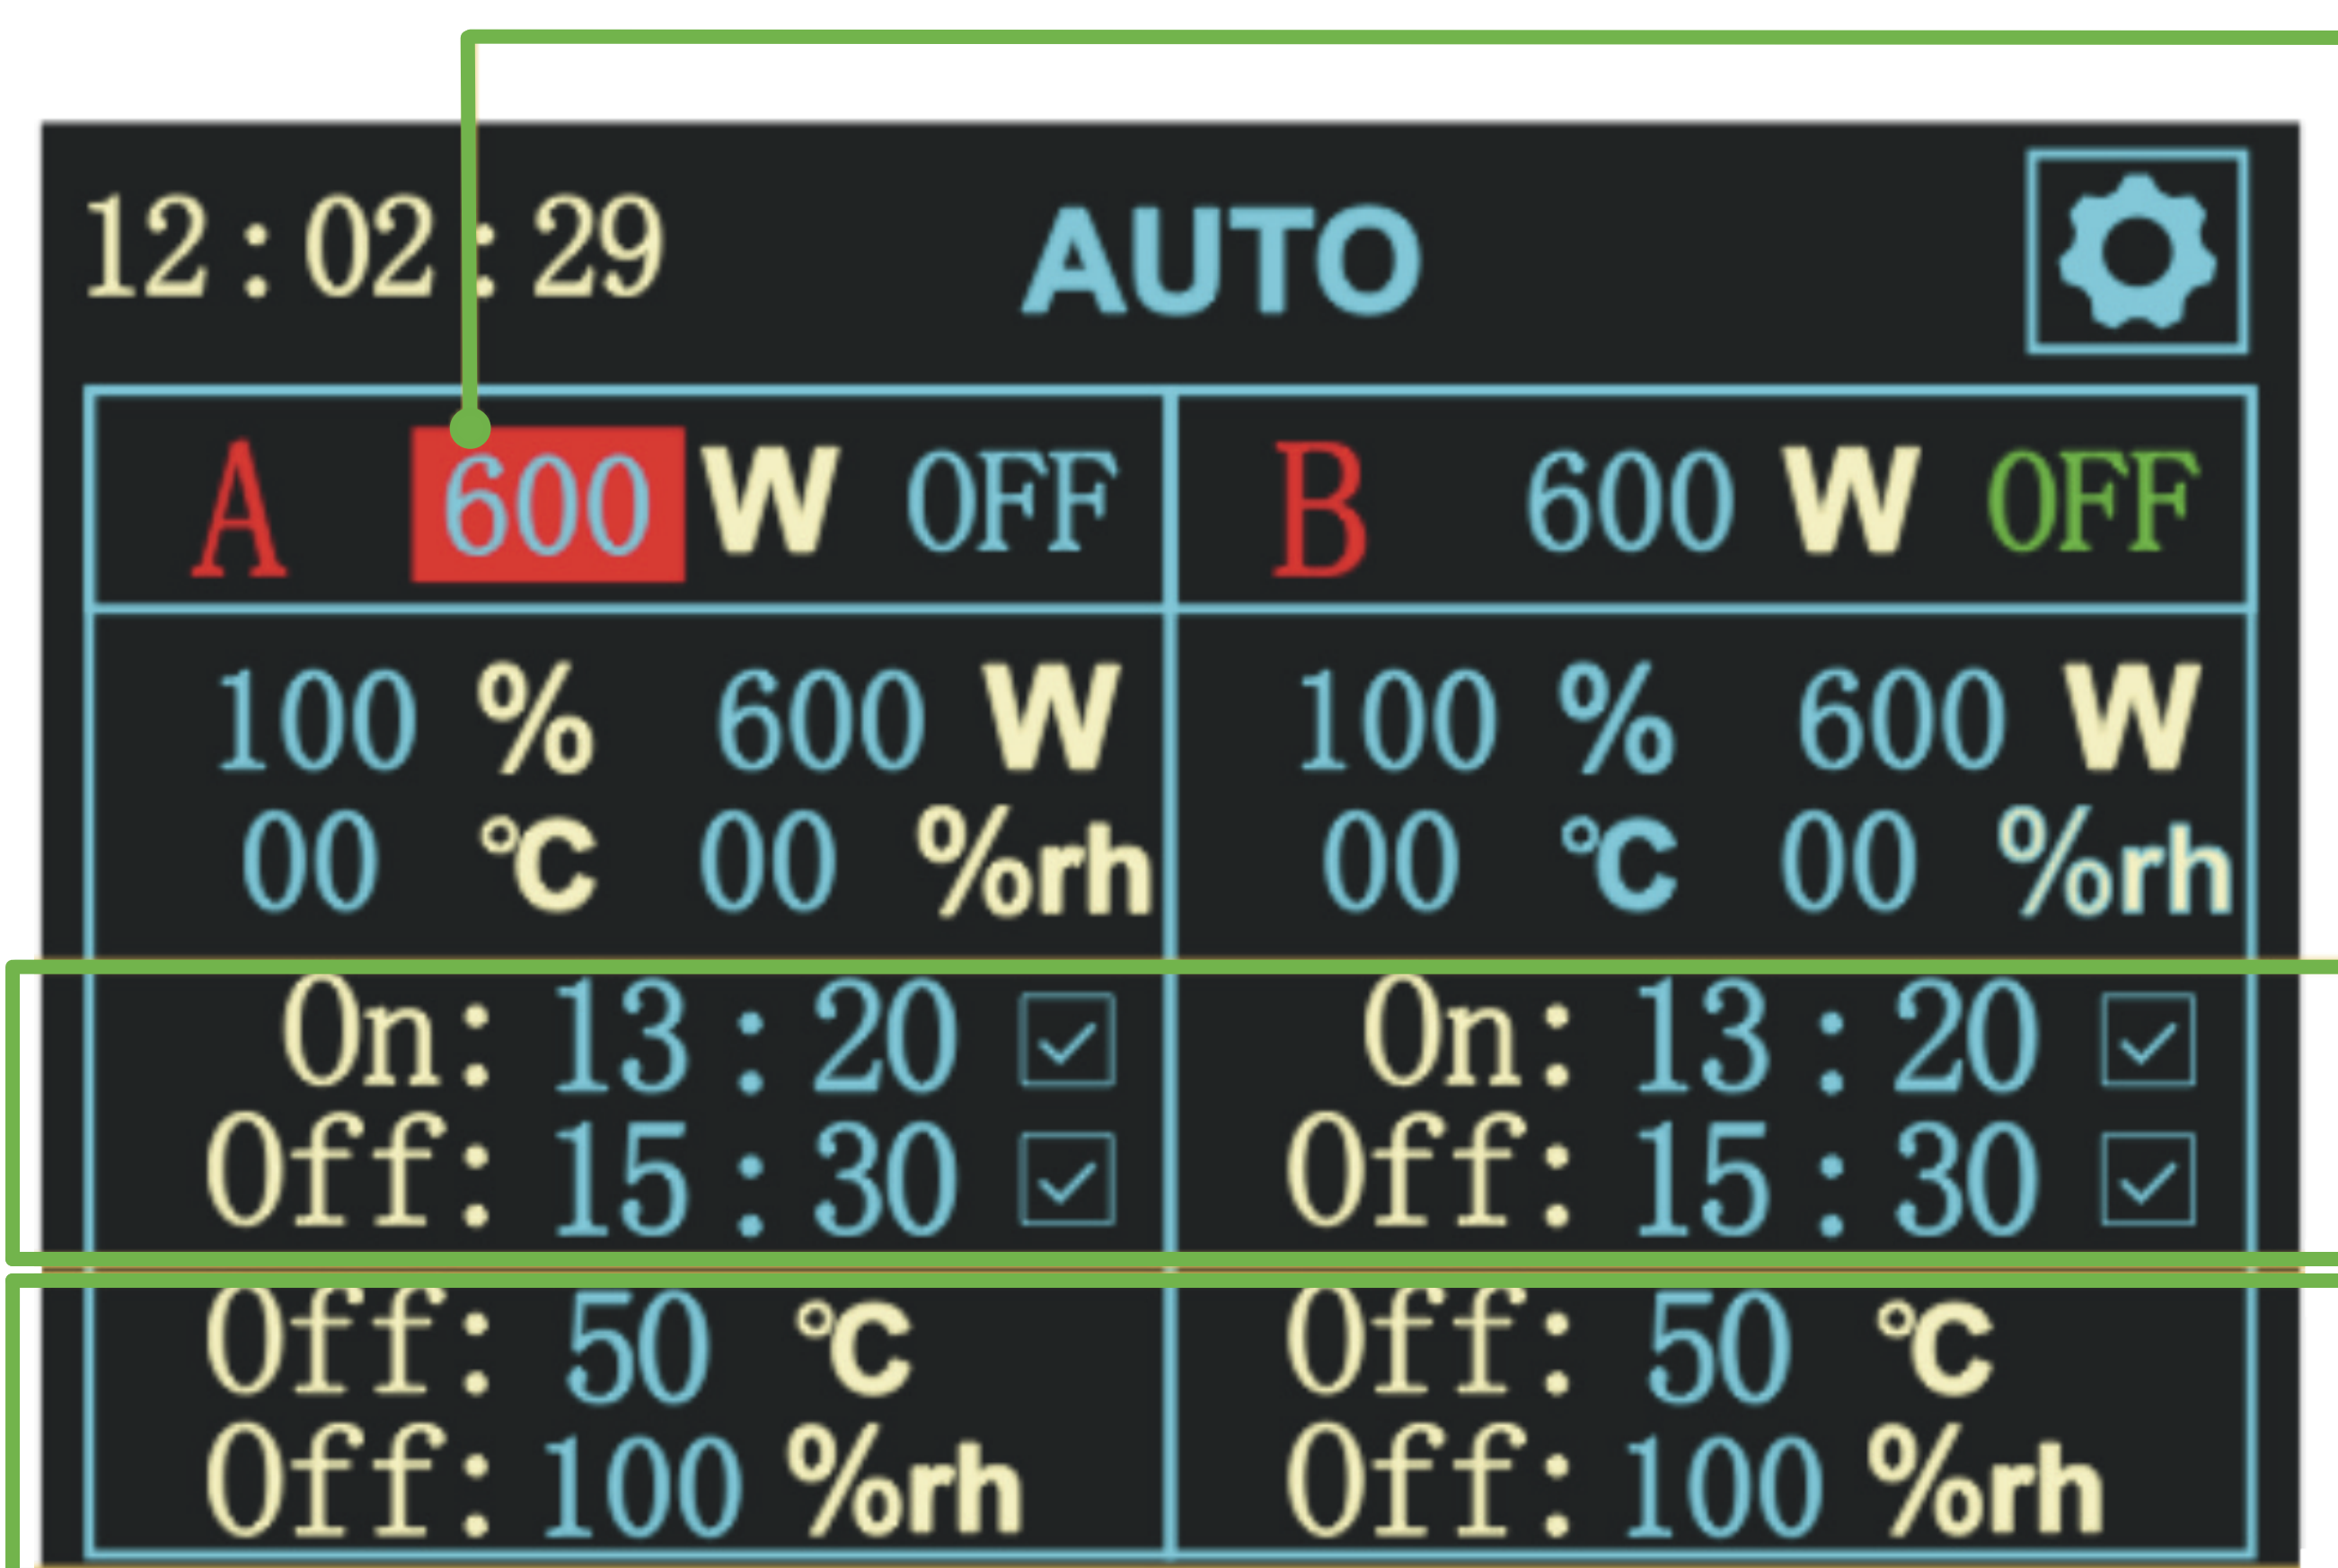 12:02:29 AUTO
A 600 W OFF B 600 W OFF
100 % 600 W 100 % 600 W
00 °C 00 %rh 00 °C 00 %rh
On: 13:20 On: 13:20
Off: 15:30 Off: 15:30
Off: 50 °C Off: 50 °C
Off: 100 %rh Off: 100 %rh